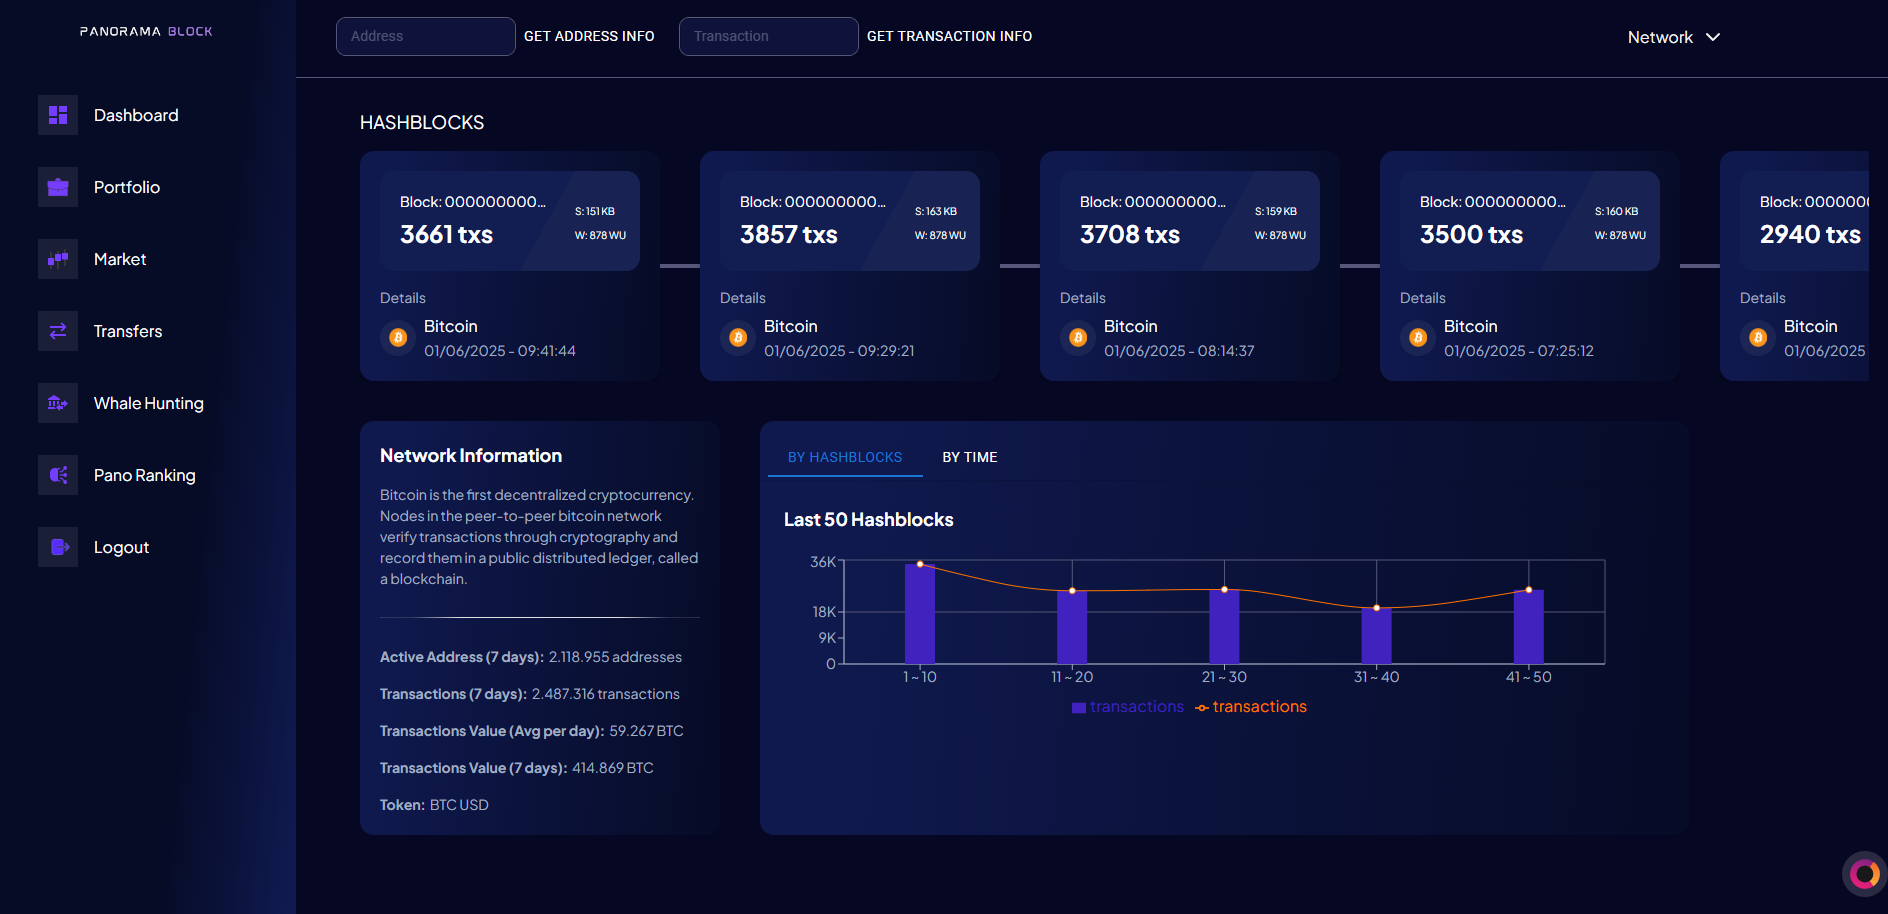 PANORAMA BLOCK
Address
GET ADDRESS INFO
Transaction
GET TRANSACTION INFO
Network
Dashboard
Portfolio
Market
Transfers
Whale Hunting
Pano Ranking
Logout
HASHBLOCKS
Block: 000000000...
3661 txs
S: 151 KB
W: 878 WU
Details
Bitcoin
01/06/2025 - 09:41:44
Block: 000000000...
3857 txs
S: 163 KB
W: 878 WU
Details
Bitcoin
01/06/2025 - 09:29:21
Block: 000000000...
3708 txs
S: 159 KB
W: 878 WU
Details
Bitcoin
01/06/2025 - 08:14:37
Block: 000000000...
3500 txs
S: 160 KB
W: 878 WU
Details
Bitcoin
01/06/2025 - 07:25:12
Block: 000000
2940 txs
Details
Bitcoin
01/06/2025
Network Information
Bitcoin is the first decentralized cryptocurrency.
Nodes in the peer-to-peer bitcoin network
verify transactions through cryptography and
record them in a public distributed ledger, called
a blockchain.
Active Address (7 days): 2.118.955 addresses
Transactions (7 days): 2.487.316 transactions
Transactions Value (Avg per day): 59.267 BTC
Transactions Value (7 days): 414.869 BTC
Token: BTC USD
BY HASHBLOCKS
BY TIME
Last 50 Hashblocks
36K
18K
9K
0
1 ~ 10
11 ~ 20
21 ~ 30
31 ~ 40
41 ~ 50
transactions
transactions